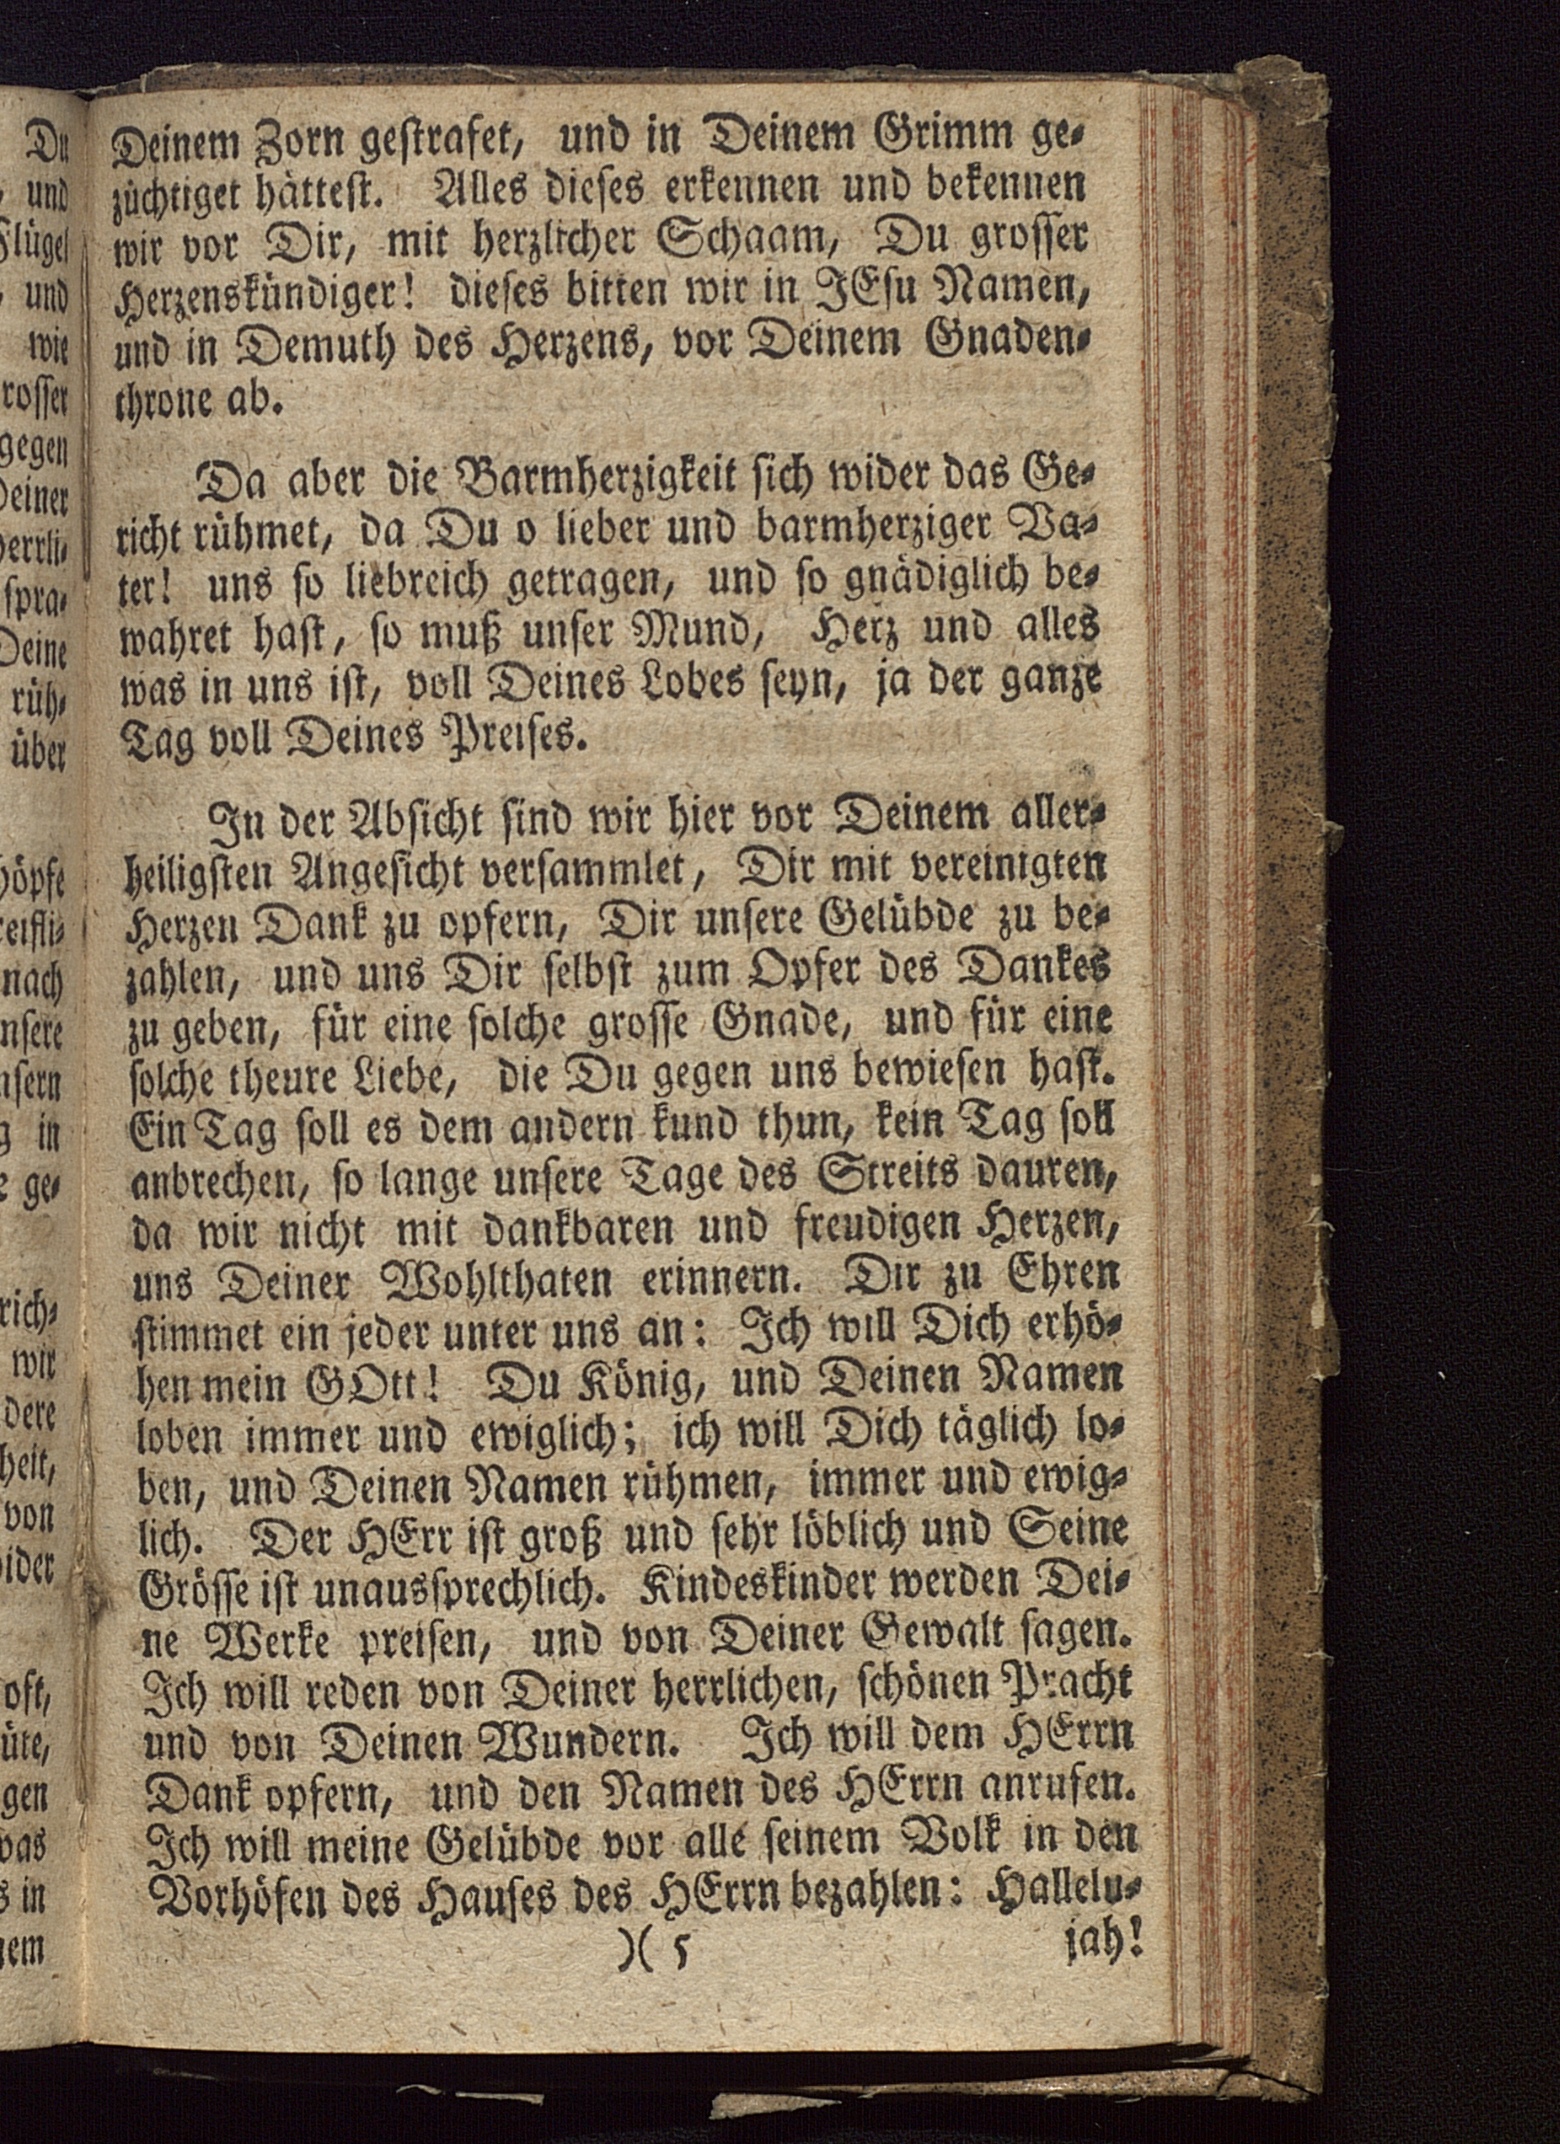 Deinem Zorn gestrafet, und in Deinem Grimm ge-
züchtiget hättest. Alles dieses erkennen und bekennen
wir vor Dir, mit herzlicher Schaam, Du grosser
Herzenskündiger! dieses bitten wir in JEsu Namen,
und in Demuth des Herzens, vor Deinem Gnaden-
throne ab.
Da aber die Barmherzigkeit sich wider das Ge-
richt rühmet, da Du o lieber und barmherziger Va-
ter! uns so liebreich getragen, und so gnädiglich be-
wahret hast, so muß unser Mund, Herz und alles
was in uns ist, voll Deines Lobes seyn, ja der ganze
Tag voll Deines Preises.
In der Absicht sind wir hier vor Deinem aller-
heiligsten Angesicht versammlet, Dir mit vereinigten
Herzen Dank zu opfern, Dir unsere Gelübde zu be-
zahlen, und uns Dir selbst zum Opfer des Dankes
zu geben, für eine solche grosse Gnade, und für eine
solche theure Liebe, die Du gegen uns bewiesen hast.
Ein Tag soll es dem andern kund thun, kein Tag soll
anbrechen, so lange unsere Tage des Streits dauren,
da wir nicht mit dankbaren und freudigen Herzen,
uns Deiner Wohlthaten erinnern. Dir zu Ehren
stimmet ein jeder unter uns an: Ich will Dich erhö-
hen mein GOtt! Du König, und Deinen Namen
loben immer und ewiglich; ich will Dich täglich lo-
ben, und Deinen Namen rühmen, immer und ewig-
lich. Der HErr ist groß und sehr löblich und Seine
Grösse ist unaussprechlich. Kindeskinder werden Dei-
ne Werke preisen, und von Deiner Gewalt sagen.
Ich will reden von Deiner herrlichen, schönen Pracht
und von Deinen Wundern. Ich will dem HErrn
Dank opfern, und den Namen des HErrn anrufen.
Ich will meine Gelübde vor alle seinem Volk in den
Vorhöfen des Hauses des HErrn bezahlen: Hallelu-
)( 5 jah!